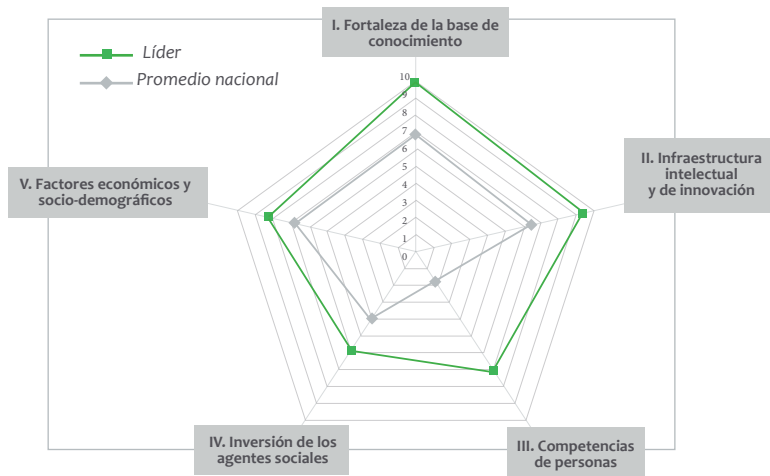 I. Fortaleza de la base de
conocimiento
Líder
Promedio nacional
10
9
8
7
6
5
4
3
2
1
0
II. Infraestructura
intelectual
y de innovación
V. Factores económicos y
socio-demográficos
IV. Inversión de los
agentes sociales
III. Competencias
de personas